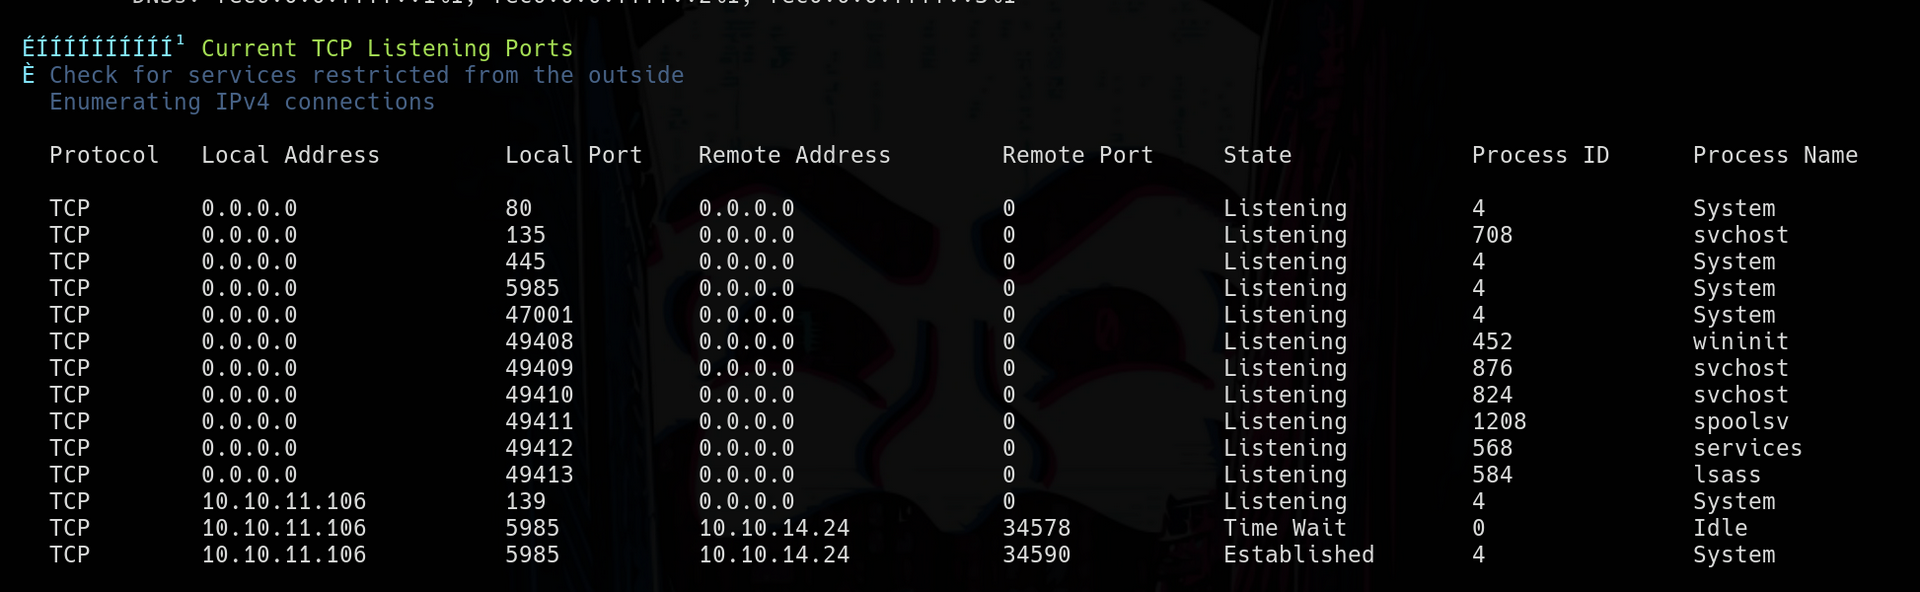 ÉÍÍÍÍÍÍÍÍÍÍ¹ Current TCP Listening Ports
È Check for services restricted from the outside
Enumerating IPv4 connections
Protocol Local Address Local Port Remote Address Remote Port State Process ID Process Name
TCP 0.0.0.0 80 0.0.0.0 0 Listening 4 System
TCP 0.0.0.0 135 0.0.0.0 0 Listening 708 svchost
TCP 0.0.0.0 445 0.0.0.0 0 Listening 4 System
TCP 0.0.0.0 5985 0.0.0.0 0 Listening 4 System
TCP 0.0.0.0 47001 0.0.0.0 0 Listening 4 System
TCP 0.0.0.0 49408 0.0.0.0 0 Listening 452 wininit
TCP 0.0.0.0 49409 0.0.0.0 0 Listening 876 svchost
TCP 0.0.0.0 49410 0.0.0.0 0 Listening 824 svchost
TCP 0.0.0.0 49411 0.0.0.0 0 Listening 1208 spoolsv
TCP 0.0.0.0 49412 0.0.0.0 0 Listening 568 services
TCP 0.0.0.0 49413 0.0.0.0 0 Listening 584 lsass
TCP 10.10.11.106 139 0.0.0.0 0 Listening 4 System
TCP 10.10.11.106 5985 10.10.14.24 34578 Time Wait 0 Idle
TCP 10.10.11.106 5985 10.10.14.24 34590 Established 4 System